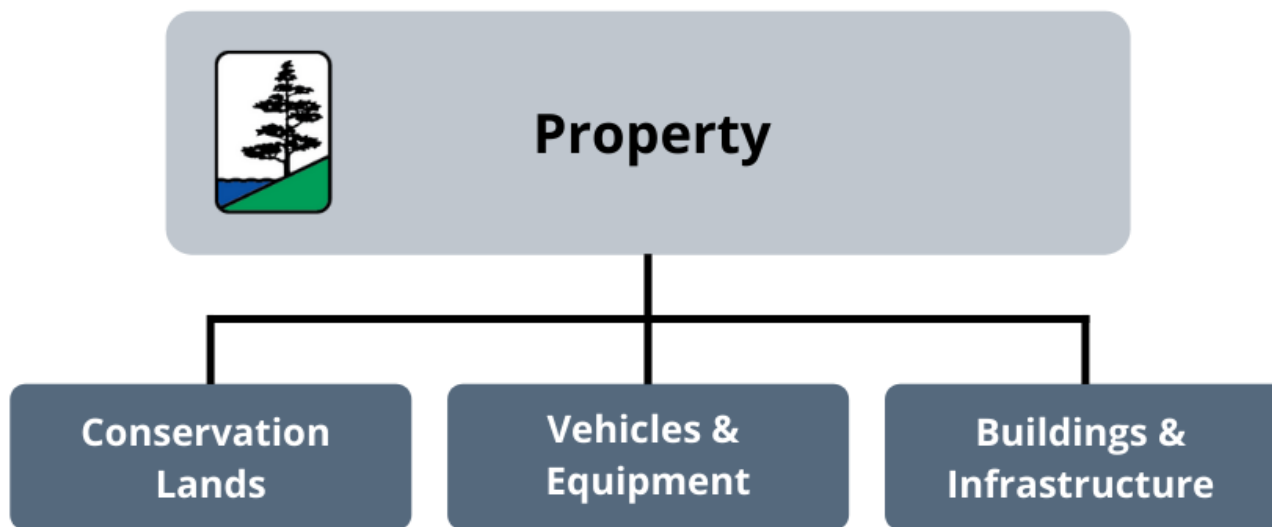 Property
Conservation
Lands
Vehicles &
Equipment
Buildings &
Infrastructure